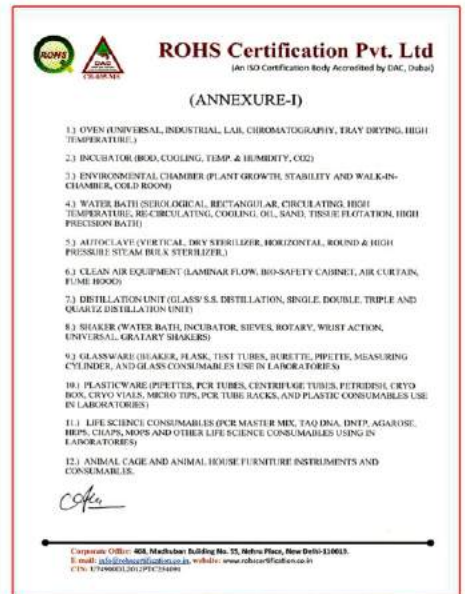 ROHS
DAC
ROHS Certification Pvt. Ltd
(An ISO Certification Body Accredited by DAC, Dubai)
(ANNEXURE-I)
1.) OVEN (UNIVERSAL, INDUSTRIAL, LAB, CHROMATOGRAPHY, TRAY DRYING, HIGH
TEMPERATURE.)
2.) INCUBATOR (BOD, COOLING, TEMP. & HUMIDITY, CO2)
3.) ENVIRONMENTAL CHAMBER (PLANT GROWTH, STABILITY AND WALK-IN-
CHAMBER, COLD ROOM)
4.) WATER BATH (SEROLOGICAL, RECTANGULAR, CIRCULATING, HIGH
TEMPERATURE, RE-CIRCULATING, COOLING, OIL, SAND, TISSUE FLOTATION, HIGH
PRECISION BATH)
5.) AUTOCLAVE (VERTICAL, DRY STERILIZER, HORIZONTAL, ROUND & HIGH
PRESSURE STEAM BULK STERILIZER,)
6.) CLEAN AIR EQUIPMENT (LAMINAR FLOW, BIO-SAFETY CABINET, AIR CURTAIN,
FUME HOOD)
7.) DISTILLATION UNIT (GLASS/ S.S. DISTILLATION, SINGLE, DOUBLE, TRIPLE AND
QUARTZ DISTILLATION UNIT)
8.) SHAKER (WATER BATH, INCUBATOR, SIEVES, ROTARY, WRIST ACTION,
UNIVERSAL, GRATARY SHAKERS)
9.) GLASSWARE (BEAKER, FLASK, TEST TUBES, BURETTE, PIPETTE, MEASURING
CYLINDER, AND GLASS CONSUMABLES USE IN LABORATORIES)
10.) PLASTICWARE (PIPETTES, PCR TUBES, CENTRIFUGE TUBES, PETRIDISH, CRYO
BOX, CRYO VIALS, MICRO TIPS, PCR TUBE RACKS, AND PLASTIC CONSUMABLES USE
IN LABORATORIES)
11.) LIFE SCIENCE CONSUMABLES (PCR MASTER MIX, TAQ DNA, DNTP, AGAROSE,
HEPS, CHAPS, MOPS AND OTHER LIFE SCIENCE CONSUMABLES USING IN
LABORATORIES)
12.) ANIMAL CAGE AND ANIMAL HOUSE FURNITURE INSTRUMENTS AND
CONSUMABLES.
Corporate Office: 408, Madhuban Building No. 55, Nehru Place, New Delhi-110019.
E-mail: info@rohscertification.co.in, website: www.rohscertification.co.in